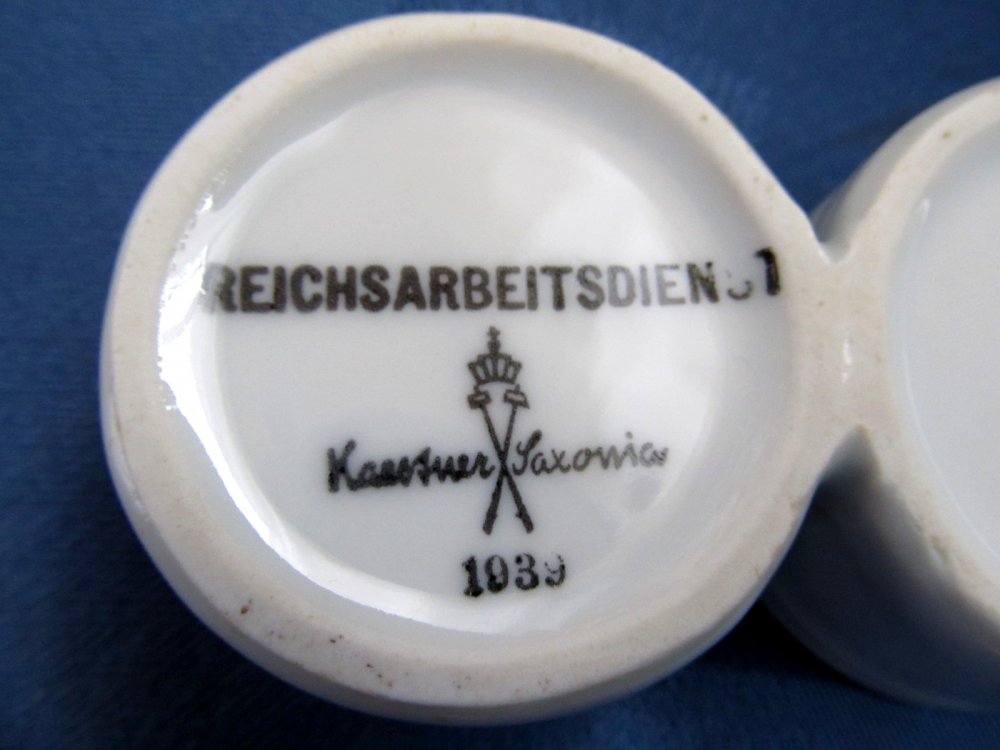 REICHSARBEITSDIENST
Kaestner Saxonia
1939